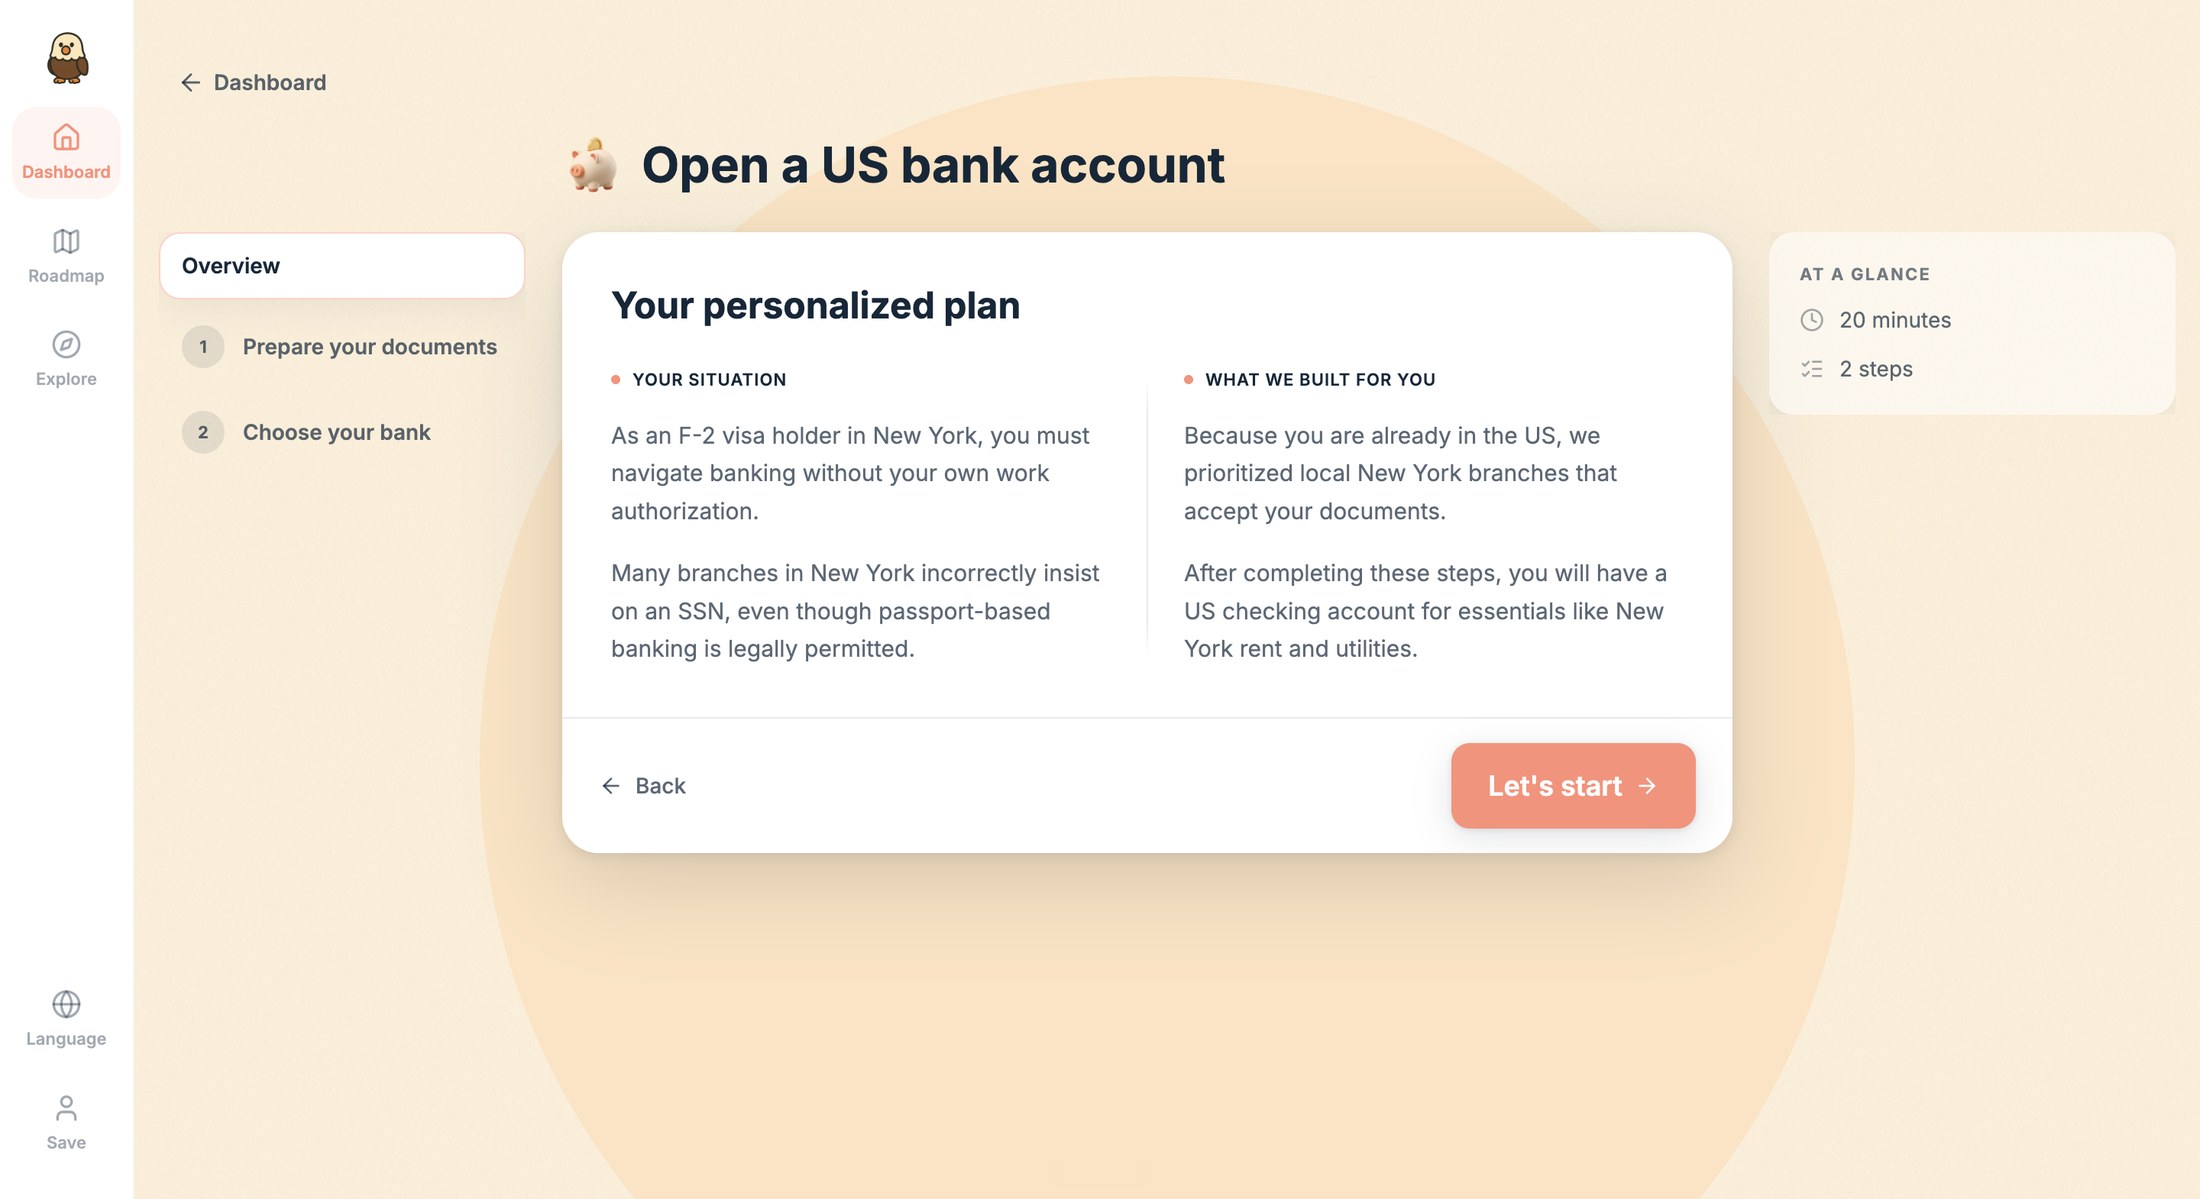 Dashboard
Roadmap
Explore
Language
Save
Dashboard
Open a US bank account
Overview
1 Prepare your documents
2 Choose your bank
Your personalized plan
YOUR SITUATION
As an F-2 visa holder in New York, you must
navigate banking without your own work
authorization.
Many branches in New York incorrectly insist
on an SSN, even though passport-based
banking is legally permitted.
WHAT WE BUILT FOR YOU
Because you are already in the US, we
prioritized local New York branches that
accept your documents.
After completing these steps, you will have a
US checking account for essentials like New
York rent and utilities.
Back
Let's start
AT A GLANCE
20 minutes
2 steps